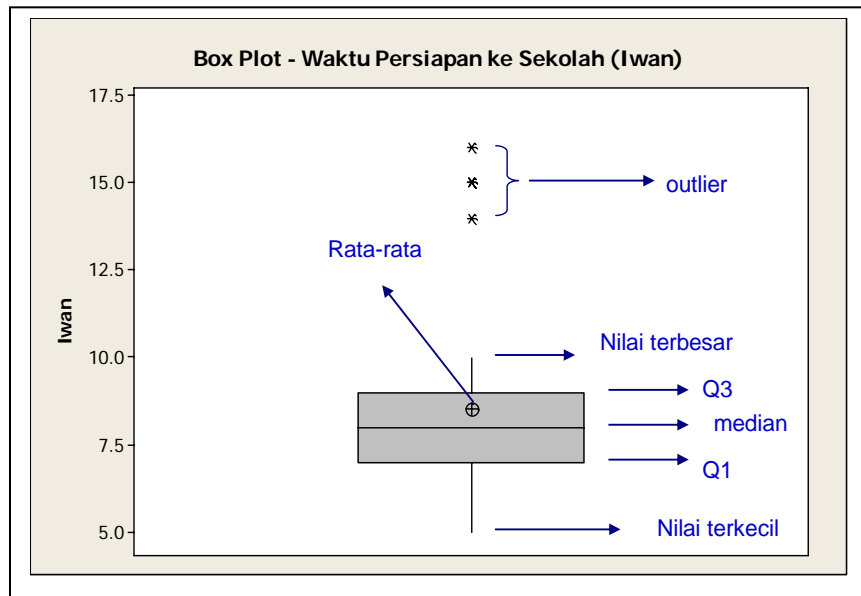 Box Plot - Waktu Persiapan ke Sekolah (Iwan)
17.5
15.0
12.5
10.0
7.5
5.0
Iwan
outlier
Rata-rata
Nilai terbesar
Q3
median
Q1
Nilai terkecil